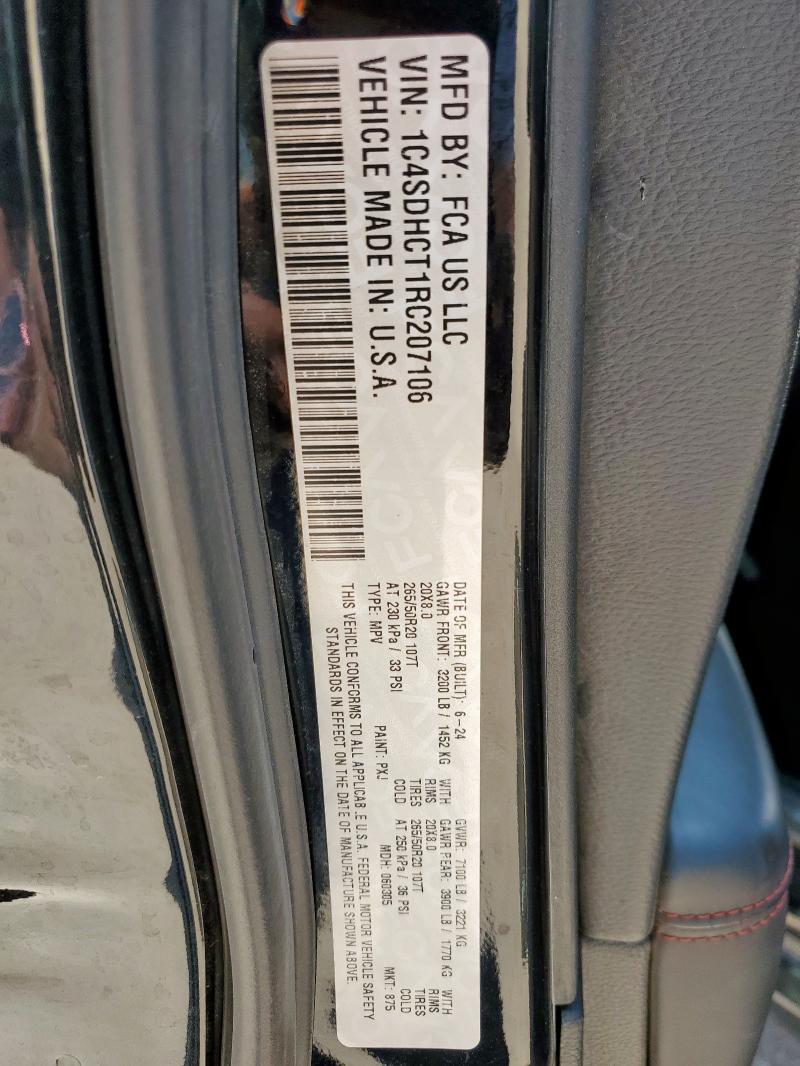 MFD BY: FCA US LLC
VIN: 1C4SDHCT1RC207106
VEHICLE MADE IN: U.S.A.
DATE OF MFR (BUILT): 6-24 GVWR: 7100 LB / 3221 KG
GAWR FRONT: 3200 LB / 1452 KG WITH GAWR REAR: 3900 LB / 1770 KG WITH
20X8.0 RIMS 20X8.0 RIMS
265/50R20 107T TIRES 265/50R20 107T TIRES
AT 230 kPa / 33 PSI COLD AT 250 kPa / 36 PSI COLD
TYPE: MPV PAINT: PXJ MDH: 060305 MKT: 875
THIS VEHICLE CONFORMS TO ALL APPLICABLE U.S.A. FEDERAL MOTOR VEHICLE SAFETY
STANDARDS IN EFFECT ON THE DATE OF MANUFACTURE SHOWN ABOVE.